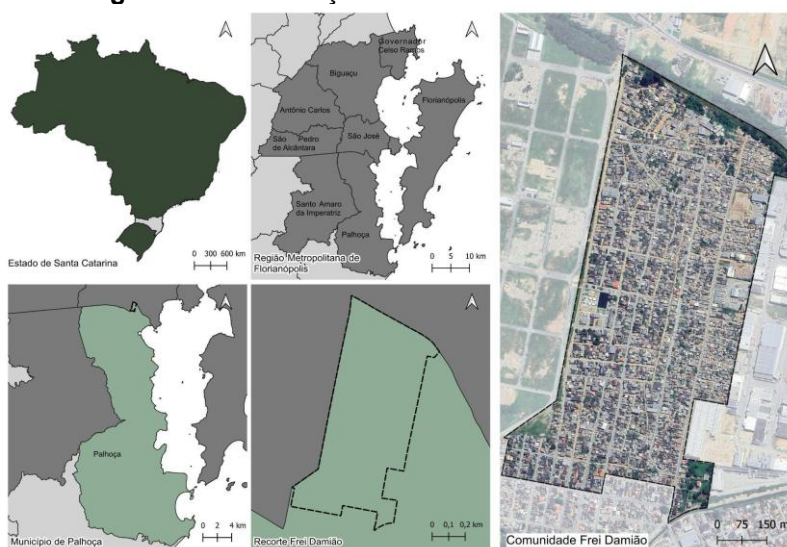 Estado de Santa Catarina
0 300 600 km
Governador
Celso Ramos
Biguaçu
Antônio Carlos
Florianópolis
São Pedro
de Alcântara
São José
Santo Amaro
da Imperatriz
Palhoça
Região Metropolitana de
Florianópolis
0 5 10 km
Palhoça
Município de Palhoça
0 2 4 km
Recorte Frei Damião
0 0,1 0,2 km
Comunidade Frei Damião
0 75 150 m